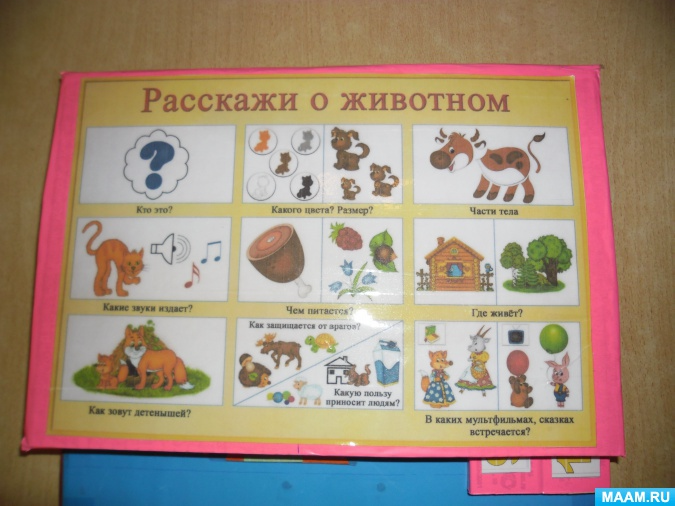 Расскажи о животном
Кто это?
Какого цвета? Размер?
Части тела
Какие звуки издает?
Чем питается?
Где живёт?
Как зовут детенышей?
Как защищается от врагов?
Какую пользу
приносит людям?
В каких мультфильмах, сказках
встречается?
MAAM.RU